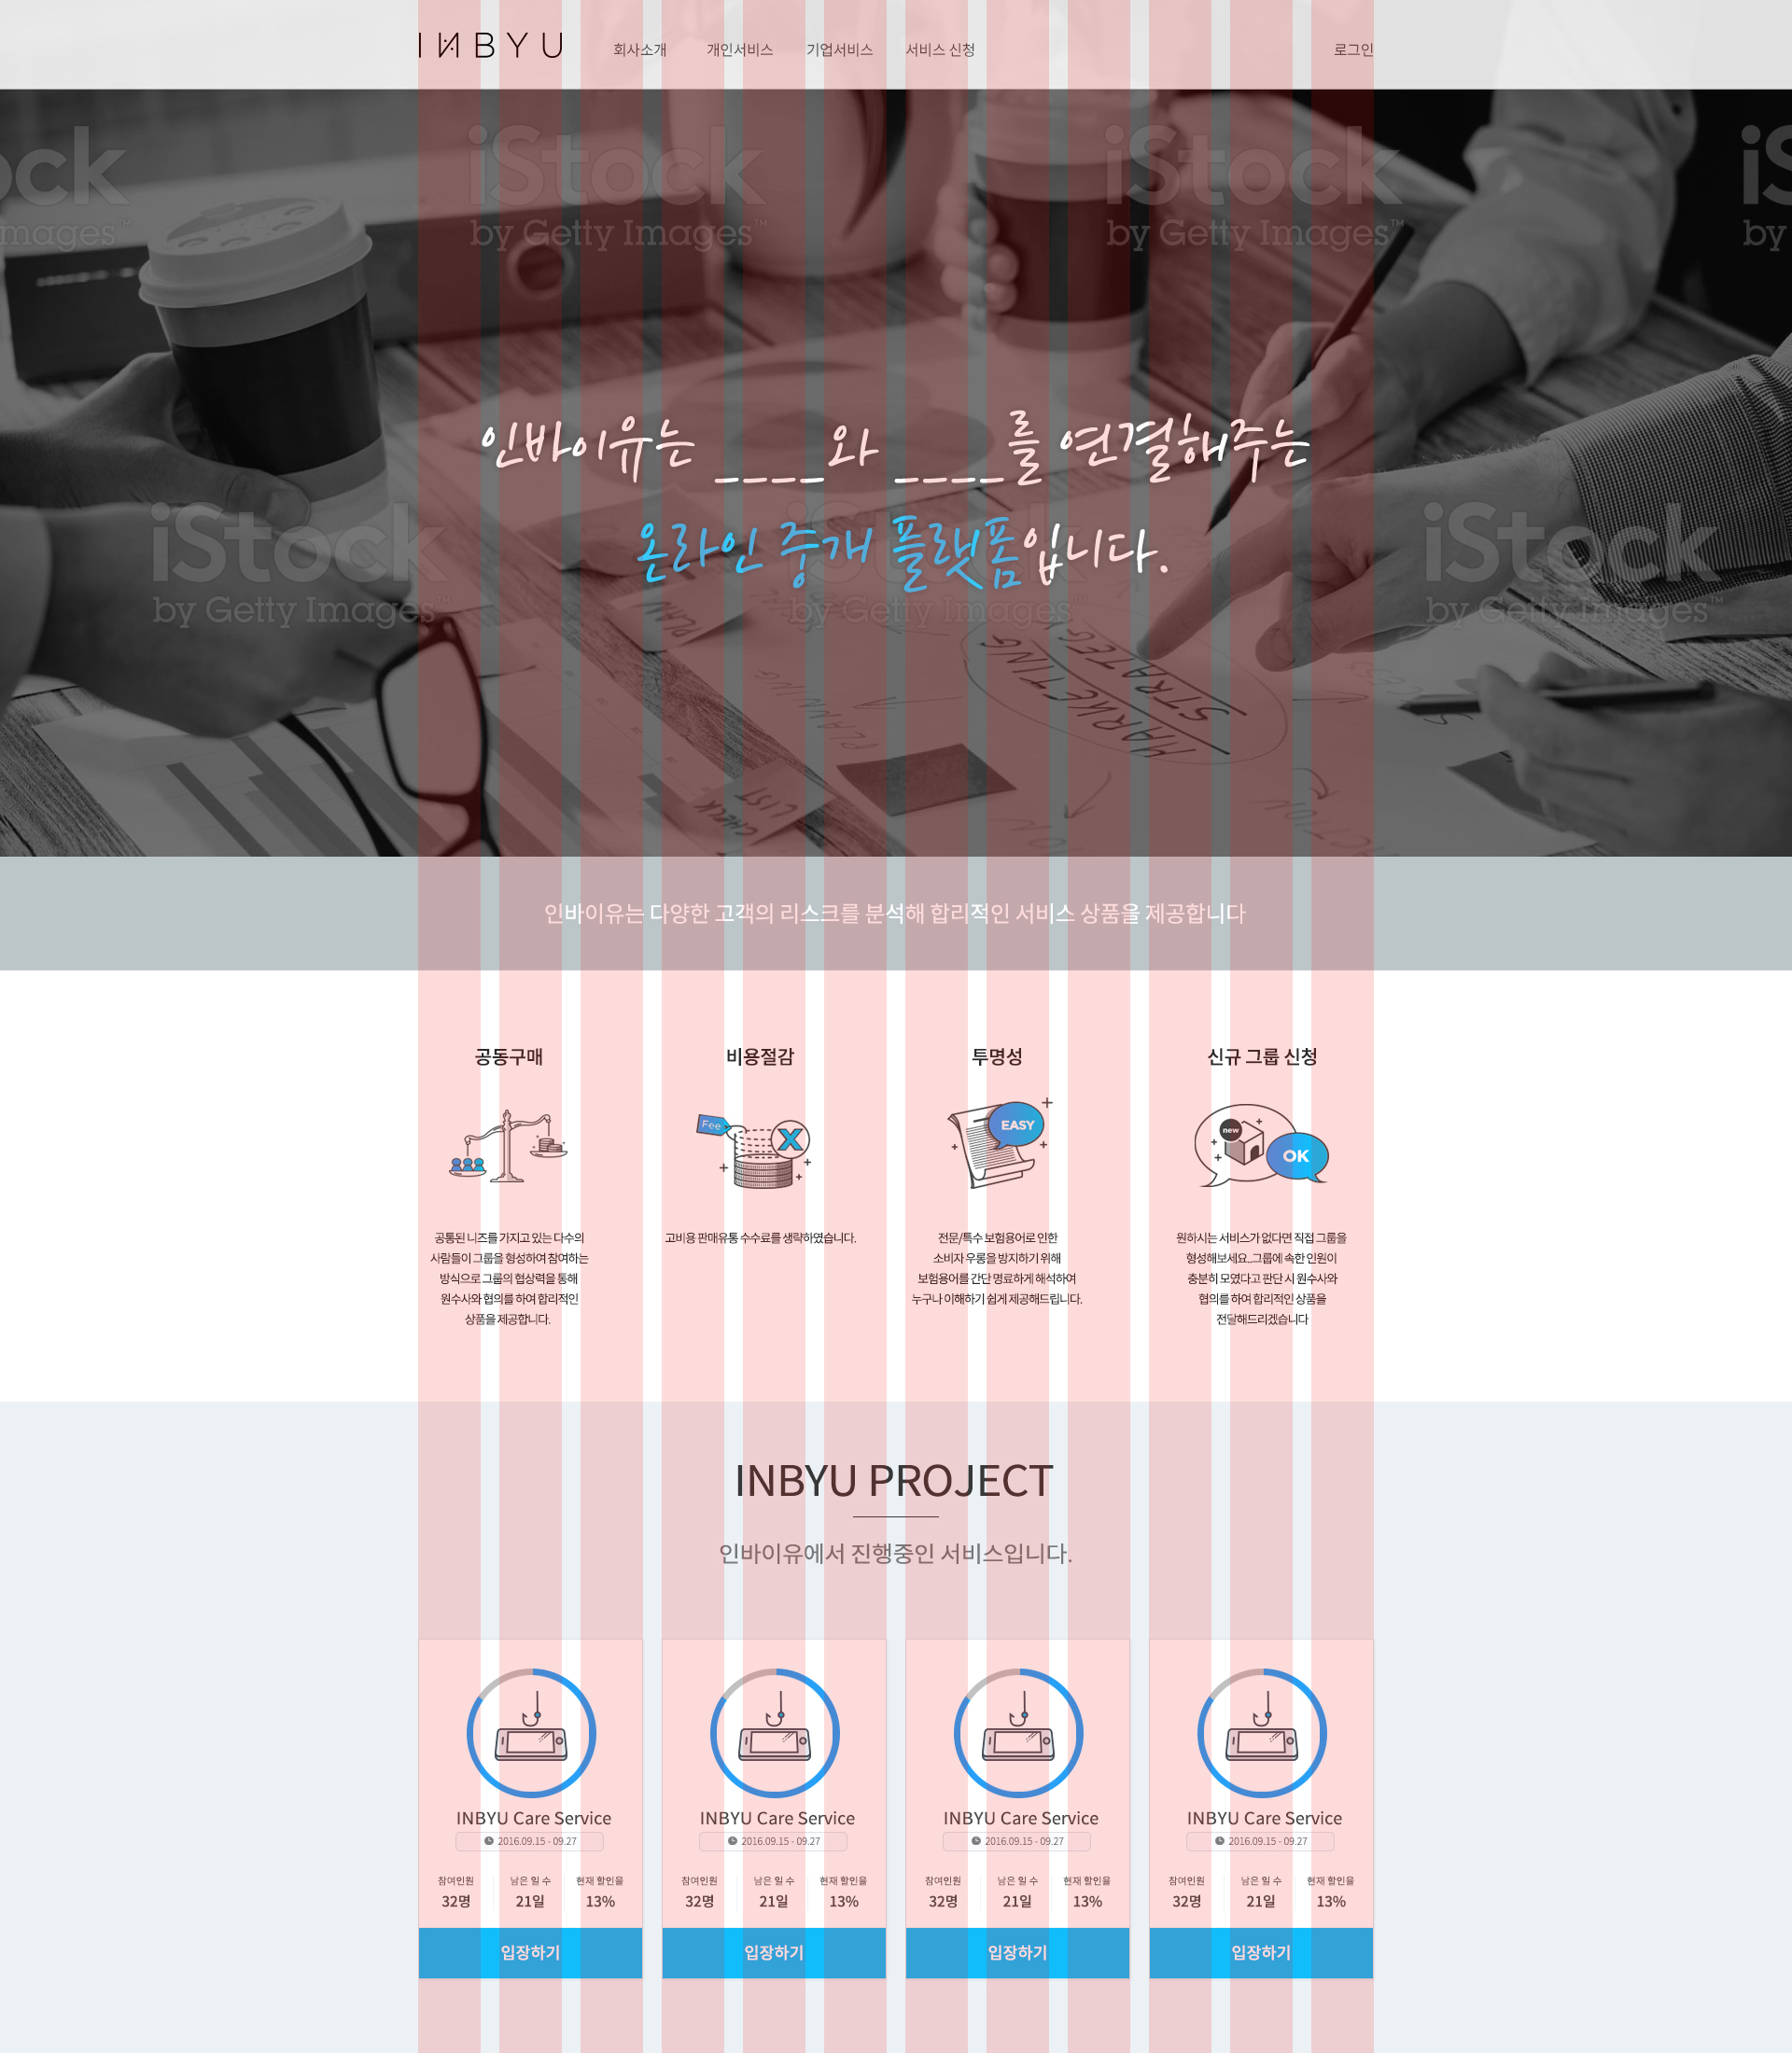 INBYU 회사소개 개인서비스 기업서비스 서비스 신청 로그인
ock iStock iStock iS
mages™ by Getty Images™ by Getty Images™ by
인바이유는 ____와 ____를 연결해주는
온라인 중개 플랫폼입니다.
iStock iStock iStock
by Getty Images™ by Getty Images™ by Getty Images™
PLAN
MARKETING
STRATEG
PLANNING
CHECK
LIST
ACTION
인바이유는 다양한 고객의 리스크를 분석해 합리적인 서비스 상품을 제공합니다
공동구매 비용절감 투명성 신규 그룹 신청
Fee X EASY new OK
공통된 니즈를 가지고 있는 다수의
사람들이 그룹을 형성하여 참여하는
방식으로 그룹의 협상력을 통해
원수사와 협의를 하여 합리적인
상품을 제공합니다.
고비용 판매유통 수수료를 생략하였습니다.
전문/특수 보험용어로 인한
소비자 우롱을 방지하기 위해
보험용어를 간단 명료하게 해석하여
누구나 이해하기 쉽게 제공해드립니다.
원하시는 서비스가 없다면 직접 그룹을
형성해보세요..그룹에 속한 인원이
충분히 모였다고 판단 시 원수사와
협의를 하여 합리적인 상품을
전달해드리겠습니다
INBYU PROJECT
인바이유에서 진행중인 서비스입니다.
INBYU Care Service INBYU Care Service INBYU Care Service INBYU Care Service
2016.09.15 - 09.27 2016.09.15 - 09.27 2016.09.15 - 09.27 2016.09.15 - 09.27
참여인원 남은 일 수 현재 할인율 참여인원 남은 일 수 현재 할인율 참여인원 남은 일 수 현재 할인율 참여인원 남은 일 수 현재 할인율
32명 21일 13% 32명 21일 13% 32명 21일 13% 32명 21일 13%
입장하기 입장하기 입장하기 입장하기